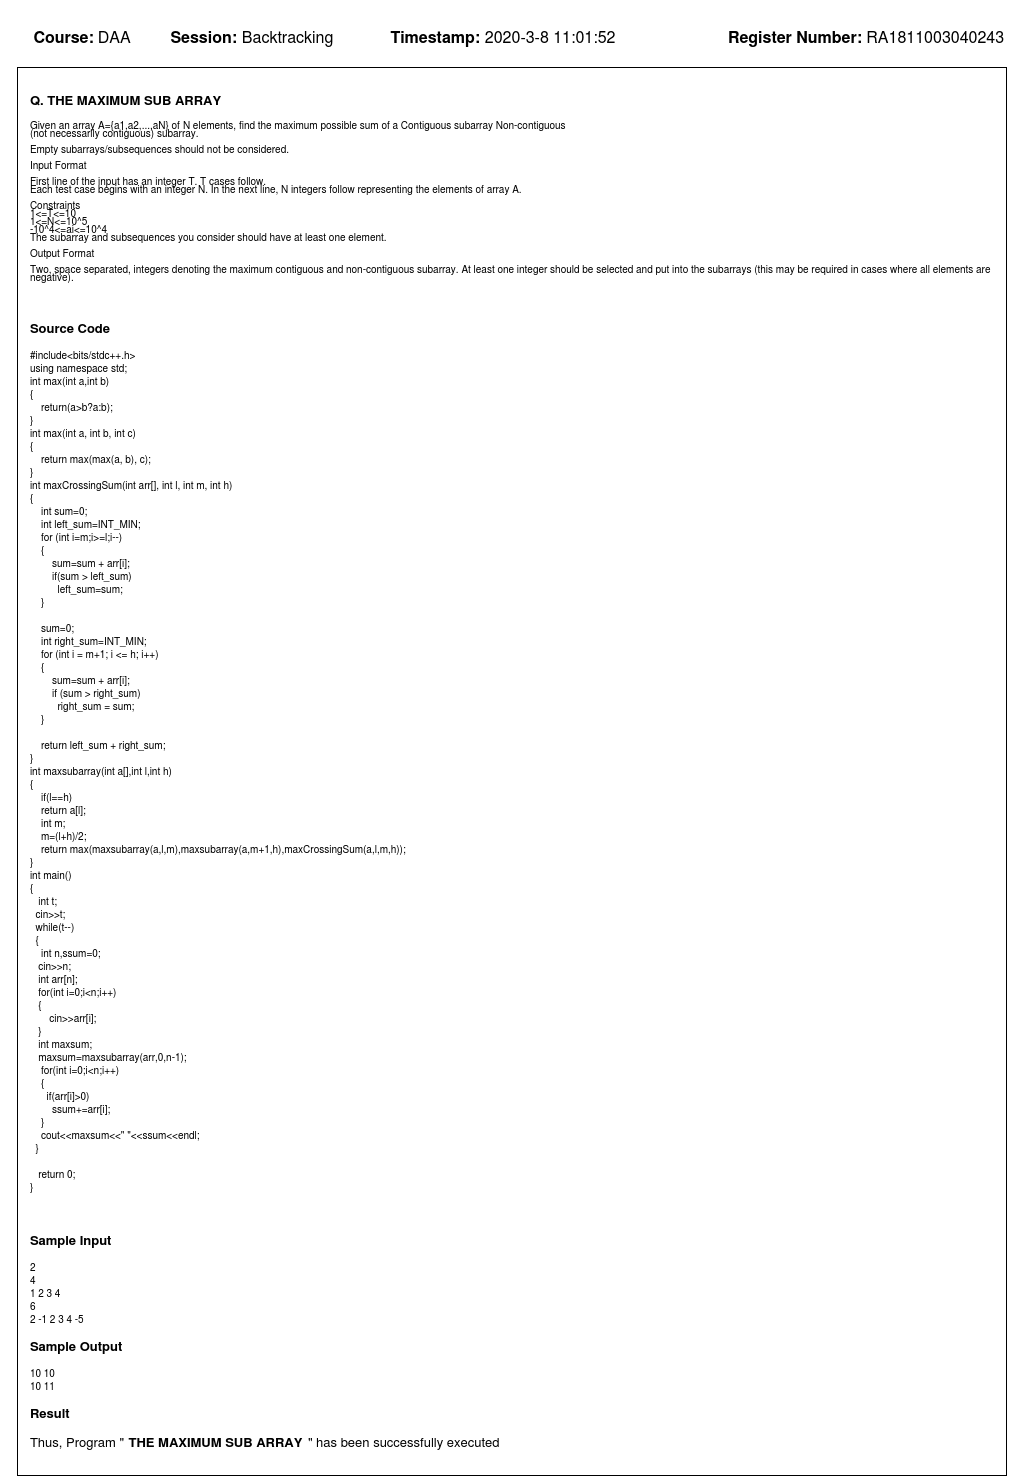 Course: DAA Session: Backtracking Timestamp: 2020-3-8 11:01:52 Register Number: RA1811003040243
Q. THE MAXIMUM SUB ARRAY
Given an array A={a1,a2,...,aN} of N elements, find the maximum possible sum of a Contiguous subarray Non-contiguous
(not necessarily contiguous) subarray.
Empty subarrays/subsequences should not be considered.
Input Format
First line of the input has an integer T. T cases follow.
Each test case begins with an integer N. In the next line, N integers follow representing the elements of array A.
Constraints
1<=T<=10
1<=N<=10^5
-10^4<=ai<=10^4
The subarray and subsequences you consider should have at least one element.
Output Format
Two, space separated, integers denoting the maximum contiguous and non-contiguous subarray. At least one integer should be selected and put into the subarrays (this may be required in cases where all elements are
negative).
Source Code
#include<bits/stdc++.h>
using namespace std;
int max(int a,int b)
{
    return(a>b?a:b);
}
int max(int a, int b, int c)
{
    return max(max(a, b), c);
}
int maxCrossingSum(int arr[], int l, int m, int h)
{
    int sum=0;
    int left_sum=INT_MIN;
    for (int i=m;i>=l;i--)
    {
        sum=sum + arr[i];
        if(sum > left_sum)
          left_sum=sum;
    }
    sum=0;
    int right_sum=INT_MIN;
    for (int i = m+1; i <= h; i++)
    {
        sum=sum + arr[i];
        if (sum > right_sum)
          right_sum = sum;
    }
    return left_sum + right_sum;
}
int maxsubarray(int a[],int l,int h)
{
    if(l==h)
    return a[l];
    int m;
    m=(l+h)/2;
    return max(maxsubarray(a,l,m),maxsubarray(a,m+1,h),maxCrossingSum(a,l,m,h));
}
int main()
{
   int t;
  cin>>t;
  while(t--)
  {
    int n,ssum=0;
   cin>>n;
   int arr[n];
   for(int i=0;i<n;i++)
   {
       cin>>arr[i];
   }
   int maxsum;
   maxsum=maxsubarray(arr,0,n-1);
    for(int i=0;i<n;i++)
    {
      if(arr[i]>0)
        ssum+=arr[i];
    }
    cout<<maxsum<<" "<<ssum<<endl;
  }
   return 0;
}
Sample Input
2
4
1 2 3 4
6
2 -1 2 3 4 -5
Sample Output
10 10
10 11
Result
Thus, Program " THE MAXIMUM SUB ARRAY " has been successfully executed